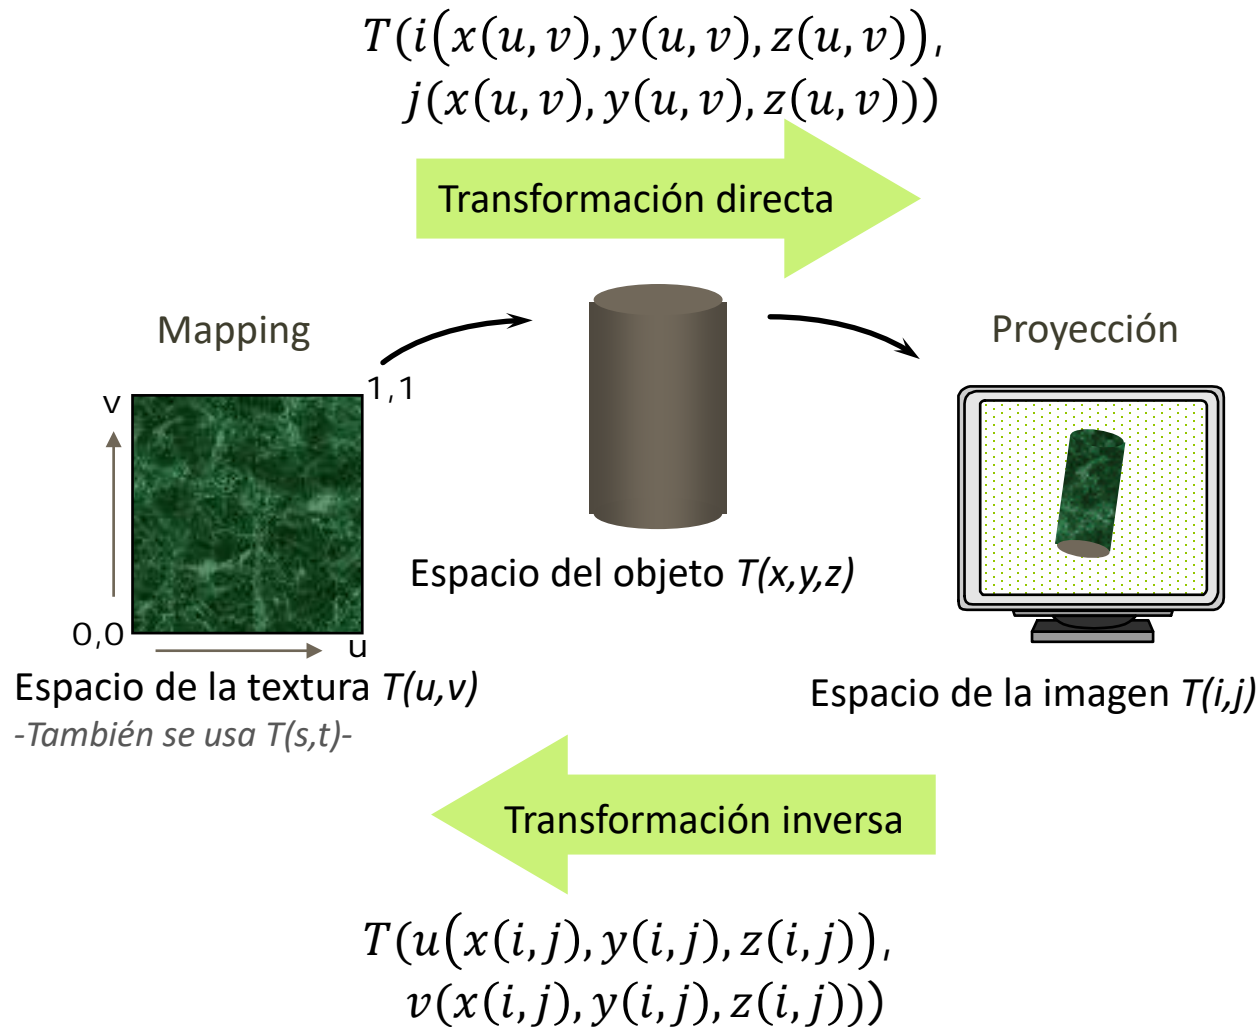 T(i(x(u,v),y(u,v),z(u,v)),
j(x(u,v),y(u,v),z(u,v)))
Transformación directa
Mapping
Proyección
1,1
v
0,0
u
Espacio del objeto T(x,y,z)
Espacio de la textura T(u,v)
-También se usa T(s,t)-
Espacio de la imagen T(i,j)
Transformación inversa
T(u(x(i,j),y(i,j),z(i,j)),
v(x(i,j),y(i,j),z(i,j)))